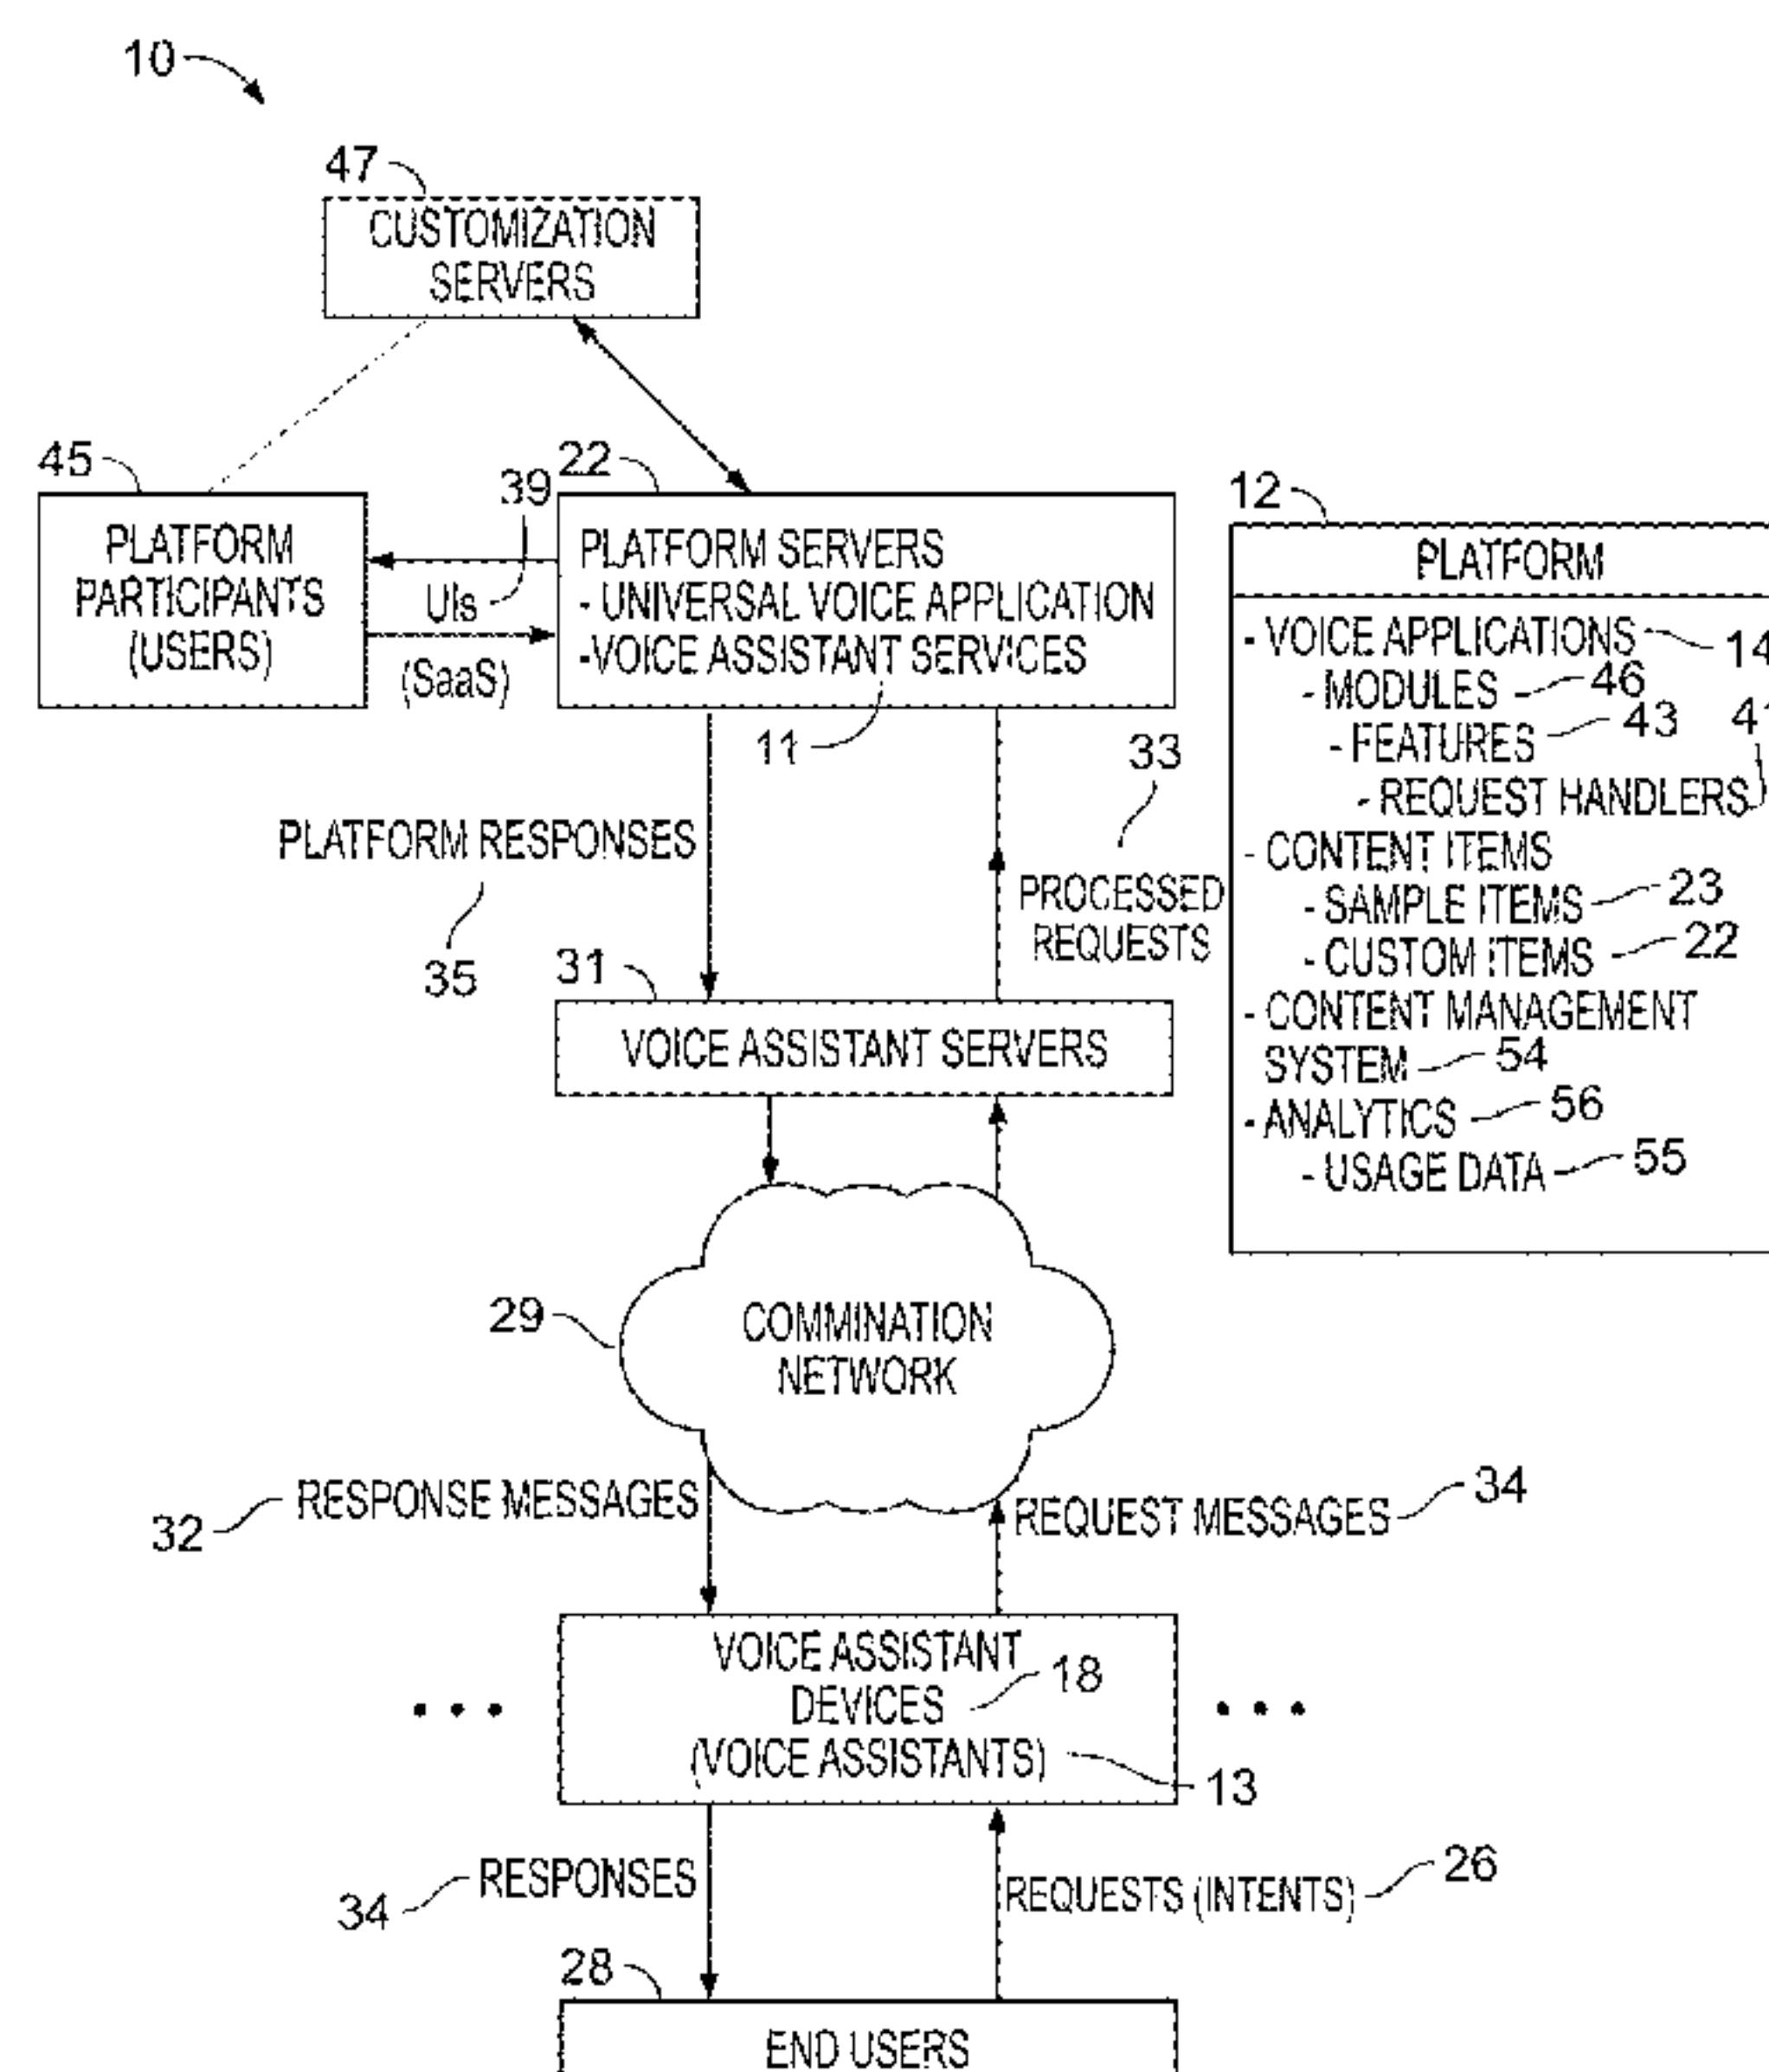 10
47
CUSTOMIZATION
SERVERS
45
39
22
PLATFORM
PARTICIPANTS
(USERS)
UIs
(SaaS)
PLATFORM SERVERS
- UNIVERSAL VOICE APPLICATION
-VOICE ASSISTANT SERVICES
11
12
PLATFORM
- VOICE APPLICATIONS 14
- MODULES 46
- FEATURES 43
41
- REQUEST HANDLERS
- CONTENT ITEMS
- SAMPLE ITEMS 23
- CUSTOM ITEMS 22
- CONTENT MANAGEMENT
SYSTEM 54
- ANALYTICS 56
- USAGE DATA 55
PLATFORM RESPONSES
35
33
PROCESSED
REQUESTS
31
VOICE ASSISTANT SERVERS
29
COMMINATION
NETWORK
32
RESPONSE MESSAGES
REQUEST MESSAGES 34
VOICE ASSISTANT
DEVICES 18
(VOICE ASSISTANTS)
13
34
RESPONSES
REQUESTS (INTENTS) 26
28
END USERS